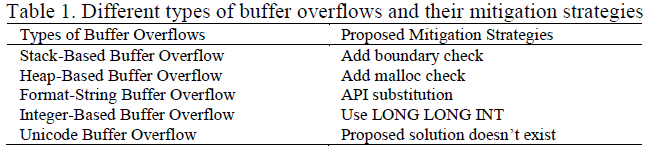 Table 1. Different types of buffer overflows and their mitigation strategies
Types of Buffer Overflows Proposed Mitigation Strategies
Stack-Based Buffer Overflow Add boundary check
Heap-Based Buffer Overflow Add malloc check
Format-String Buffer Overflow API substitution
Integer-Based Buffer Overflow Use LONG LONG INT
Unicode Buffer Overflow Proposed solution doesn’t exist